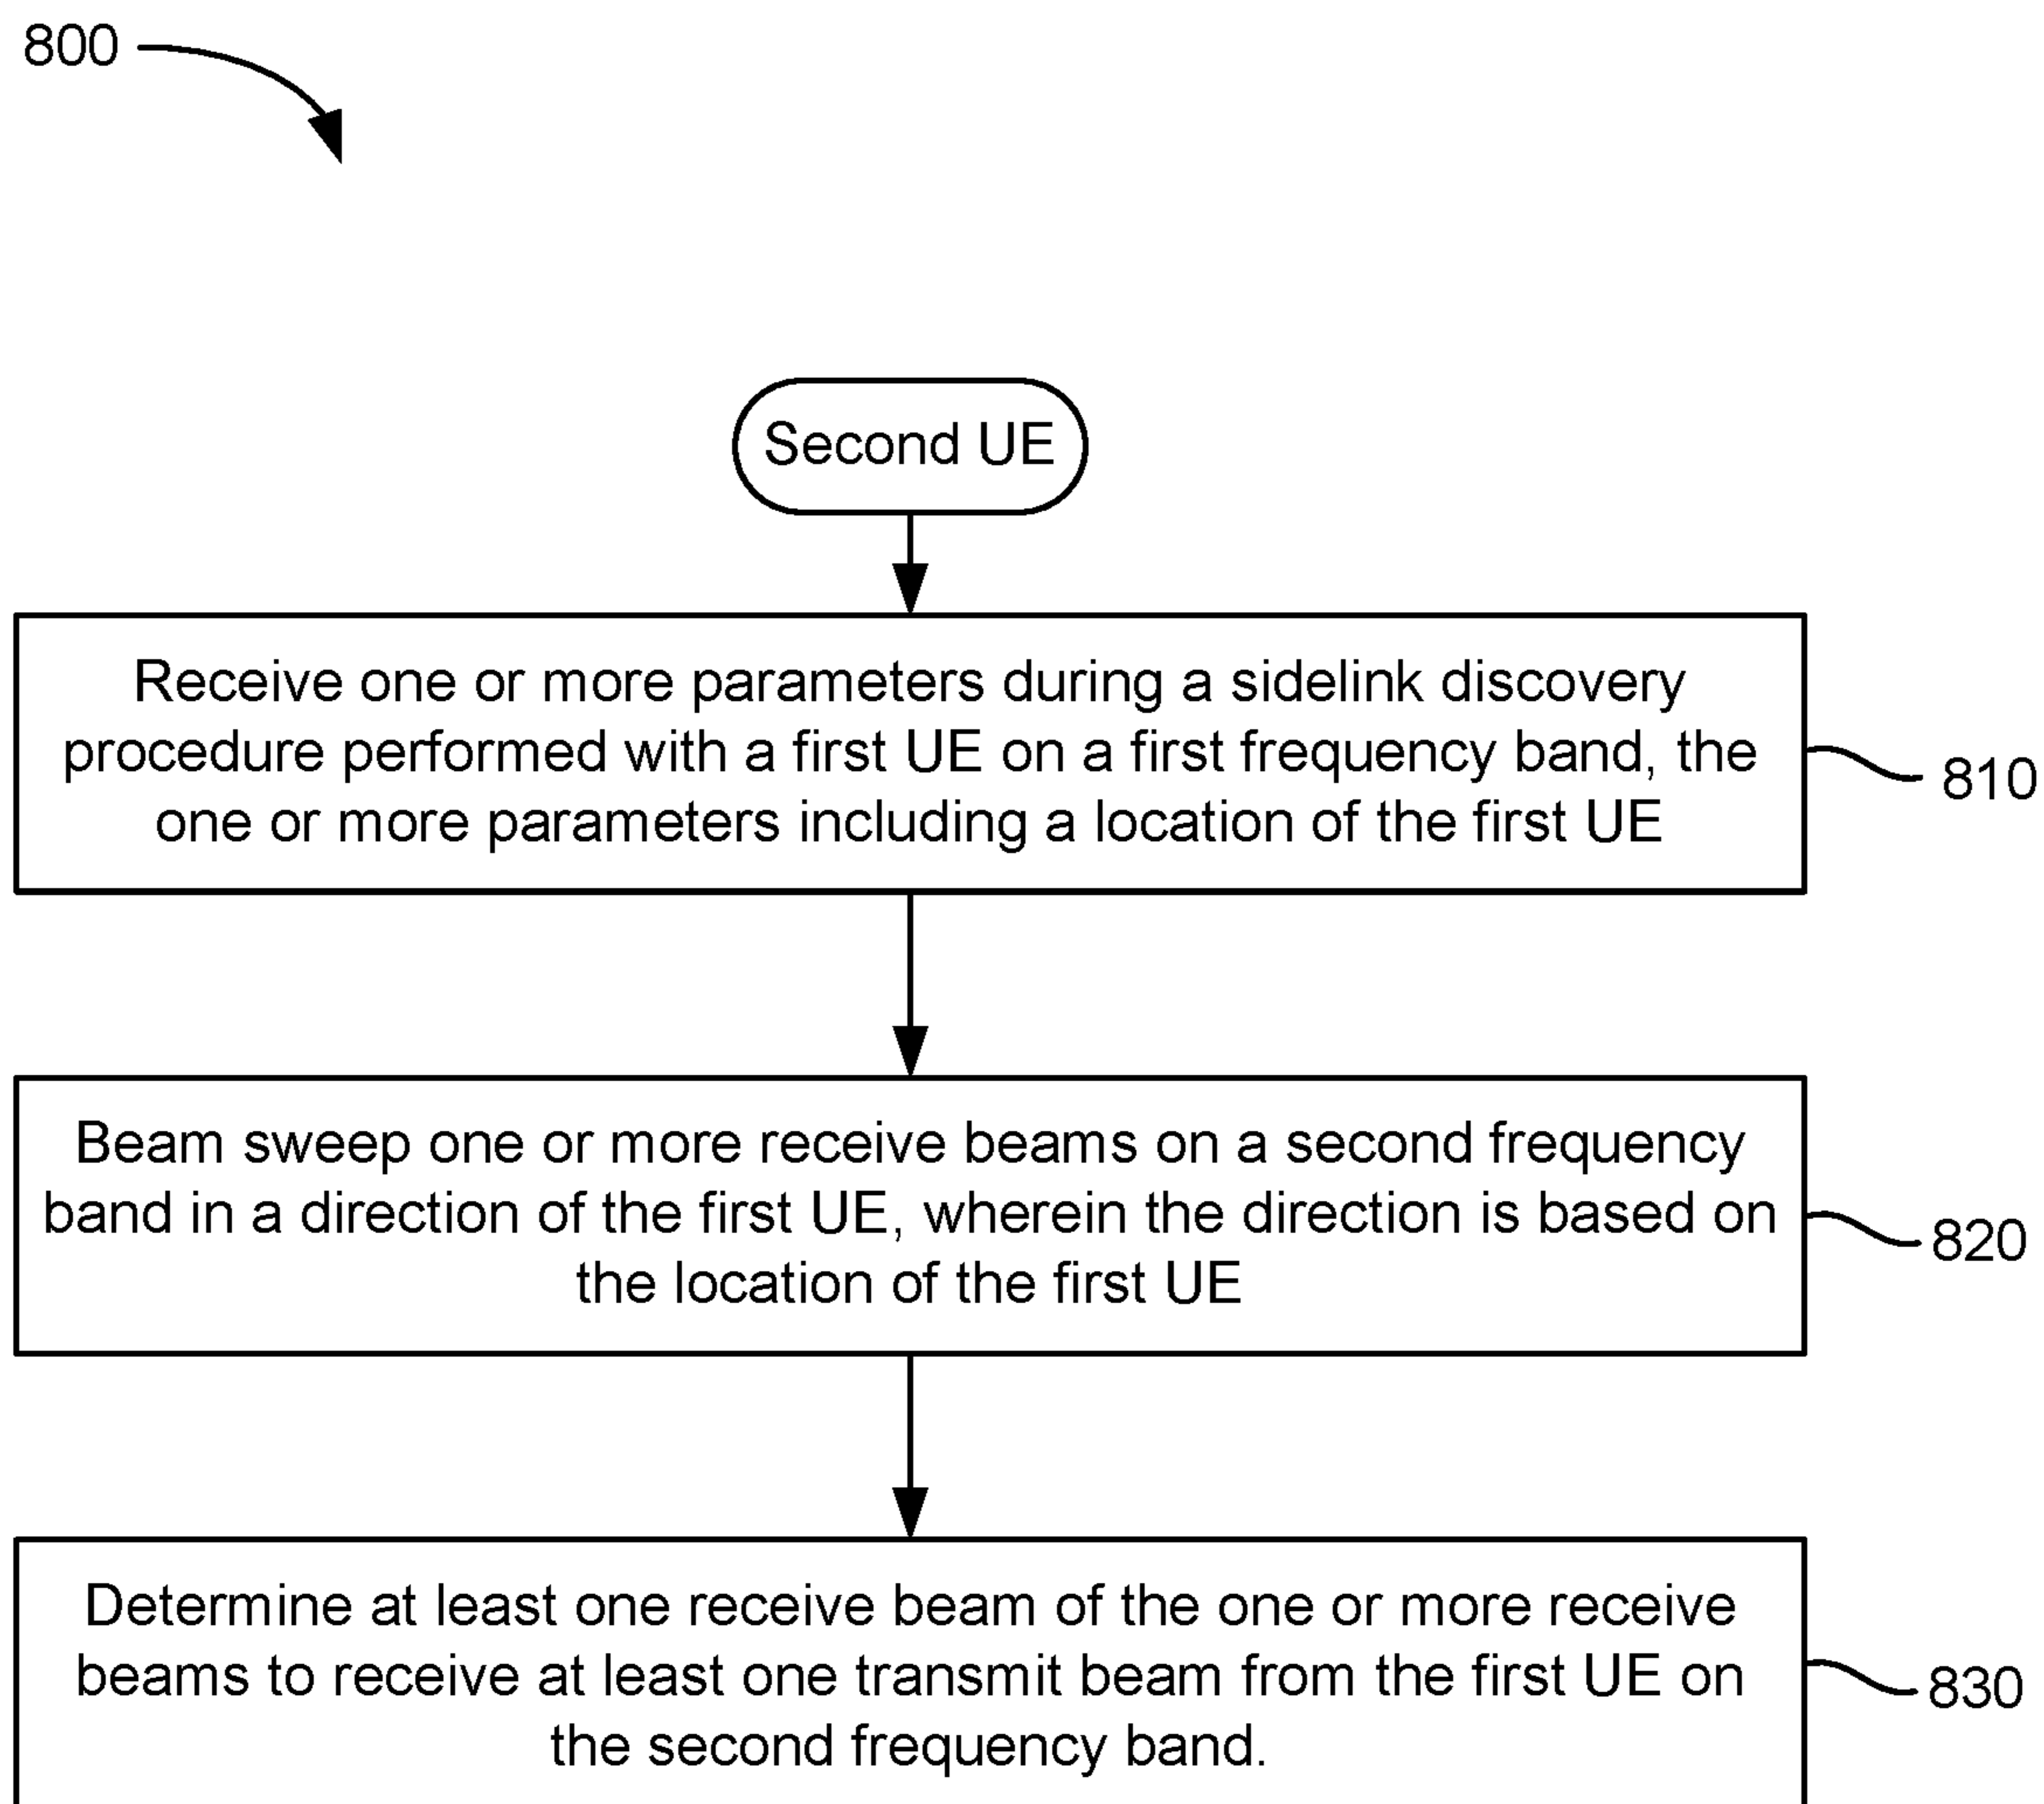 800
Second UE
Receive one or more parameters during a sidelink discovery
procedure performed with a first UE on a first frequency band, the
one or more parameters including a location of the first UE
810
Beam sweep one or more receive beams on a second frequency
band in a direction of the first UE, wherein the direction is based on
the location of the first UE
820
Determine at least one receive beam of the one or more receive
beams to receive at least one transmit beam from the first UE on
the second frequency band.
830